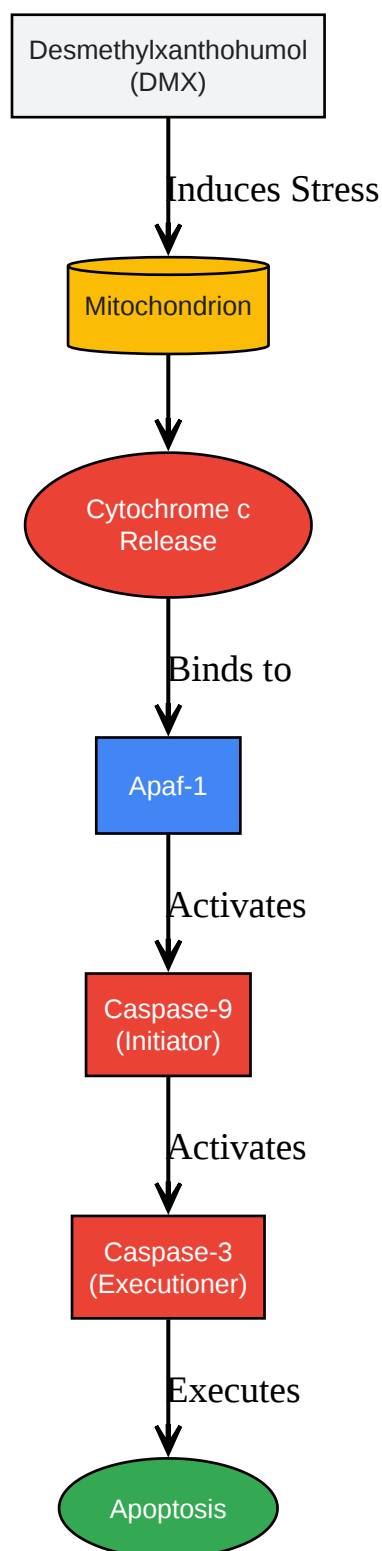 Desmethylxanthohumol
(DMX)
Induces Stress
Mitochondrion
Cytochrome c
Release
Binds to
Apaf-1
Activates
Caspase-9
(Initiator)
Activates
Caspase-3
(Executioner)
Executes
Apoptosis